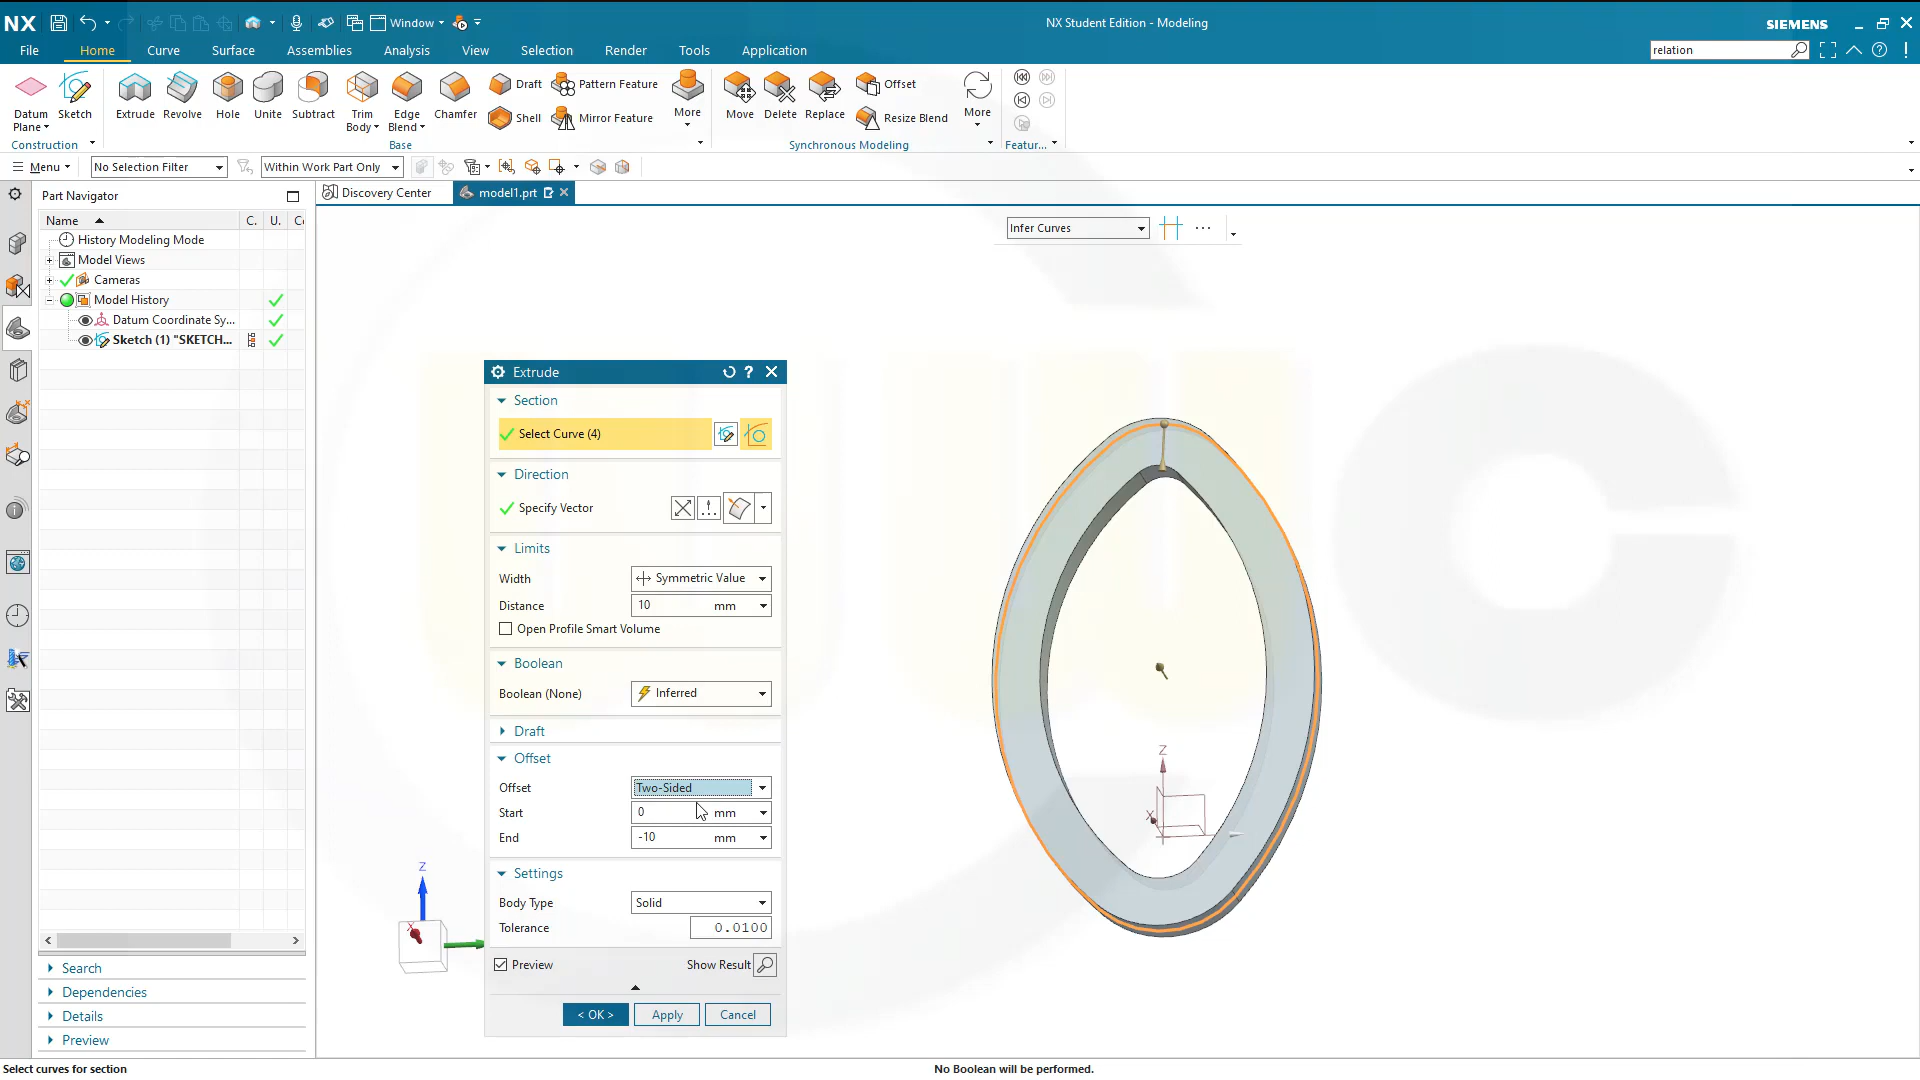 NX
Window
NX Student Edition - Modeling
SIEMENS
File
Home
Curve
Surface
Assemblies
Analysis
View
Selection
Render
Tools
Application
relation
Datum Plane
Sketch
Extrude
Revolve
Hole
Unite
Subtract
Trim Body
Edge Blend
Chamfer
Draft
Shell
Pattern Feature
Mirror Feature
More
Move
Delete
Replace
Offset
Resize Blend
More
Construction
Base
Synchronous Modeling
Featur...
Menu
No Selection Filter
Within Work Part Only
Part Navigator
Discovery Center
model1.prt
Name
C.
U.
Cc
History Modeling Mode
Model Views
Cameras
Model History
Datum Coordinate Sy...
Sketch (1) "SKETCH...
Infer Curves
Extrude
Section
Select Curve (4)
Direction
Specify Vector
Limits
Width
Symmetric Value
Distance
10 mm
Open Profile Smart Volume
Boolean
Boolean (None)
Inferred
Draft
Offset
Offset
Two-Sided
Start
0 mm
End
-10 mm
Settings
Body Type
Solid
Tolerance
0.0100
Preview
Show Result
< OK >
Apply
Cancel
Z
X
Z
X
Search
Dependencies
Details
Preview
Select curves for section
No Boolean will be performed.